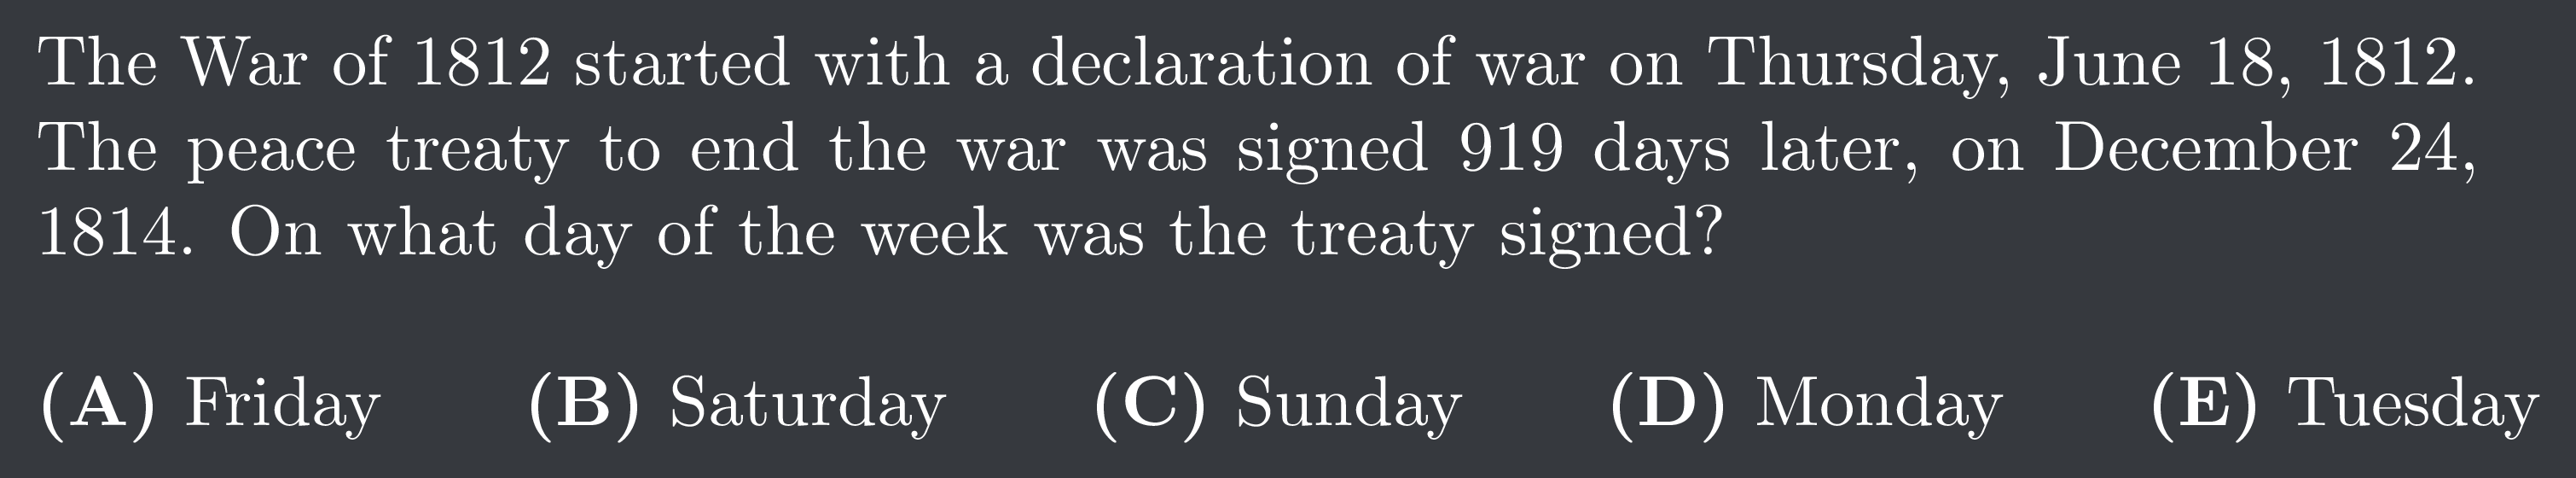 The War of 1812 started with a declaration of war on Thursday, June 18, 1812.
The peace treaty to end the war was signed 919 days later, on December 24,
1814. On what day of the week was the treaty signed?
(A) Friday (B) Saturday (C) Sunday (D) Monday (E) Tuesday